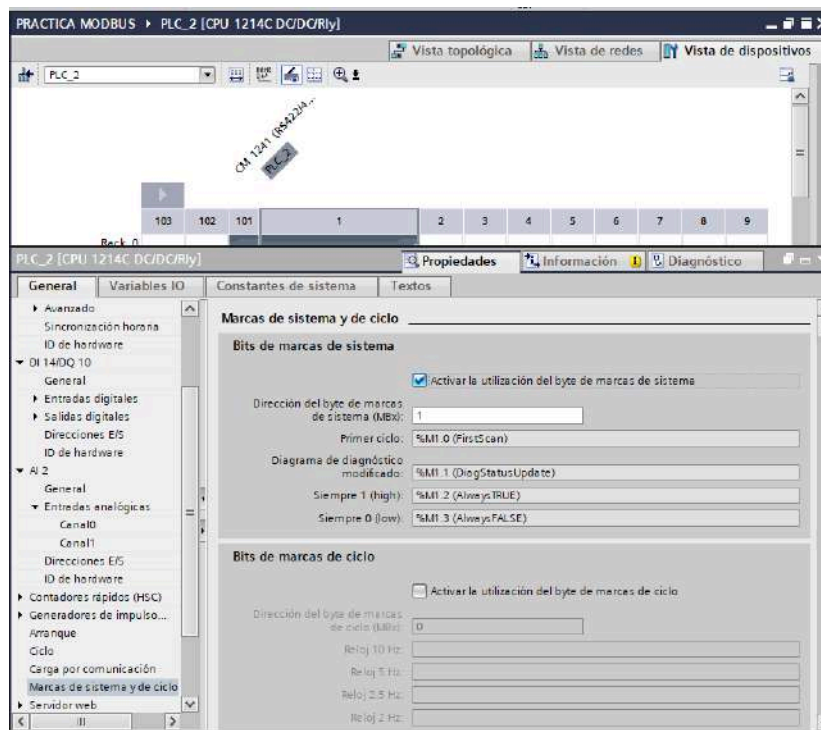 PRACTICA MODBUS ▸ PLC_2 [CPU 1214C DC/DC/Rly]
Vista topológica Vista de redes Vista de dispositivos
PLC_2
CM 1241 (RS422/4...
PLC_2
103 102 101 1 2 3 4 5 6 7 8 9
Rack_0
PLC_2 [CPU 1214C DC/DC/Rly]
Propiedades Información Diagnóstico
General Variables IO Constantes de sistema Textos
Avanzado
Sincronización horaria
ID de hardware
DI 14/DQ 10
General
Entradas digitales
Salidas digitales
Direcciones E/S
ID de hardware
AI 2
General
Entradas analógicas
Canal0
Canal1
Direcciones E/S
ID de hardware
Contadores rápidos (HSC)
Generadores de impulso...
Arranque
Ciclo
Carga por comunicación
Marcas de sistema y de ciclo
Servidor web
Marcas de sistema y de ciclo
Bits de marcas de sistema
Activar la utilización del byte de marcas de sistema
Dirección del byte de marcas
de sistema (MBx): 1
Primer ciclo: %M1.0 (FirstScan)
Diagrama de diagnóstico
modificado: %M1.1 (DiagStatusUpdate)
Siempre 1 (high): %M1.2 (AlwaysTRUE)
Siempre 0 (low): %M1.3 (AlwaysFALSE)
Bits de marcas de ciclo
Activar la utilización del byte de marcas de ciclo
Dirección del byte de marcas
de ciclo (MBx): 0
Reloj 10 Hz:
Reloj 5 Hz:
Reloj 2.5 Hz:
Reloj 2 Hz: